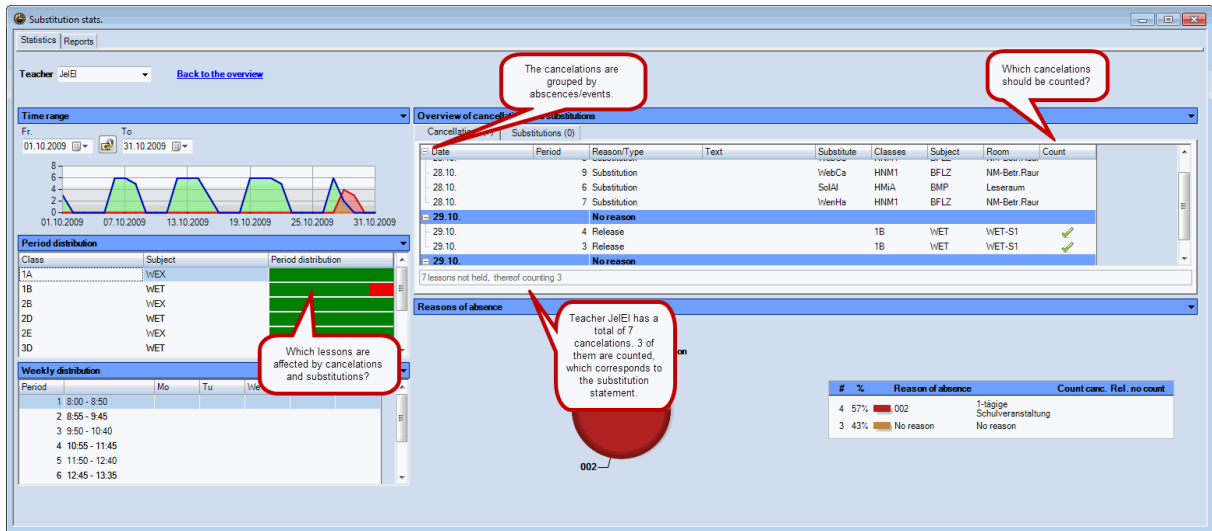 Substitution stats.
Statistics Reports
Teacher JelEl Back to the overview
The cancelations are
grouped by
abscences/events.
Which cancelations
should be counted?
Time range
Fr. To
01.10.2009 31.10.2009
8
6
4
2
0
01.10.2009 07.10.2009 13.10.2009 19.10.2009 25.10.2009 31.10.2009
Period distribution
Class Subject Period distribution
1A WEX
1B WET
2B WEX
2D WET
2E WEX
3D WET
Which lessons are
affected by cancelations
and substitutions?
Weekly distribution
Period Mo Tu We
1 8:00 - 8:50
2 8:55 - 9:45
3 9:50 - 10:40
4 10:55 - 11:45
5 11:50 - 12:40
6 12:45 - 13:35
Overview of substitutions
Substitutions (0)
Date Period Reason/Type Text Substitute Classes Subject Room Count
28.10. 9 Substitution WebCa HNM1 BFLZ NM-Betr.Raur
28.10. 6 Substitution SolAl HMiA BMP Leseraum
28.10. 7 Substitution WenHa HNM1 BFLZ NM-Betr.Raur
29.10. No reason
29.10. 4 Release 1B WET WET-S1
29.10. 3 Release 1B WET WET-S1
29.10. No reason
7 lessons not held, thereof counting 3
Reasons of absence
Teacher JelEl has a
total of 7
cancelations. 3 of
them are counted,
which corresponds to
the substitution
statement.
002
# % Reason of absence Count canc. Rel. no count
4 57% 002 1-tägige
Schulveranstaltung
3 43% No reason No reason